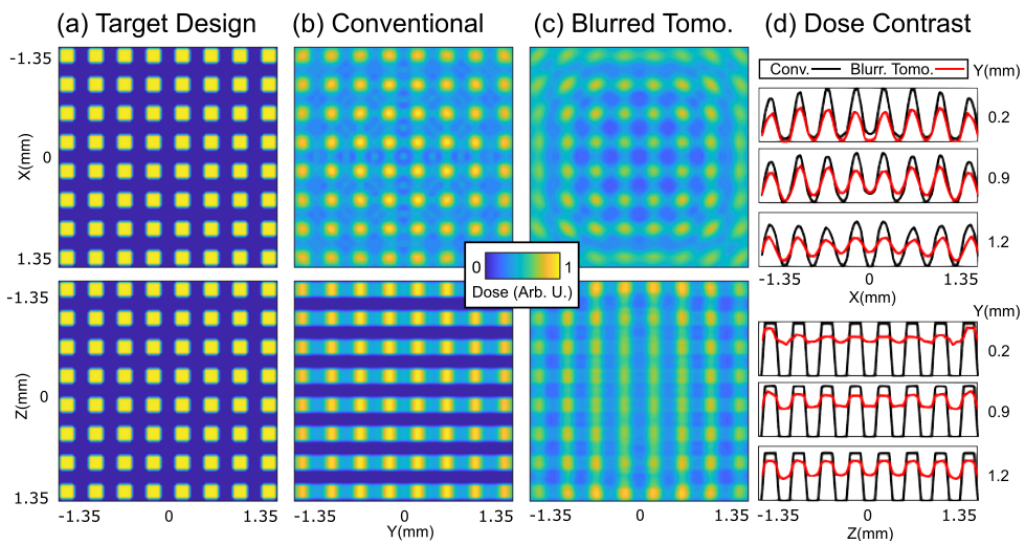 (a) Target Design
(b) Conventional
(c) Blurred Tomo.
(d) Dose Contrast
-1.35
X(mm)
0
1.35
Conv.
Blurr. Tomo.
Y(mm)
0.2
0.9
1.2
-1.35
0
1.35
X(mm)
0
1
Dose (Arb. U.)
-1.35
Z(mm)
0
1.35
-1.35
0
1.35
-1.35
0
1.35
Y(mm)
-1.35
0
1.35
Y(mm)
0.2
0.9
1.2
-1.35
0
1.35
Z(mm)